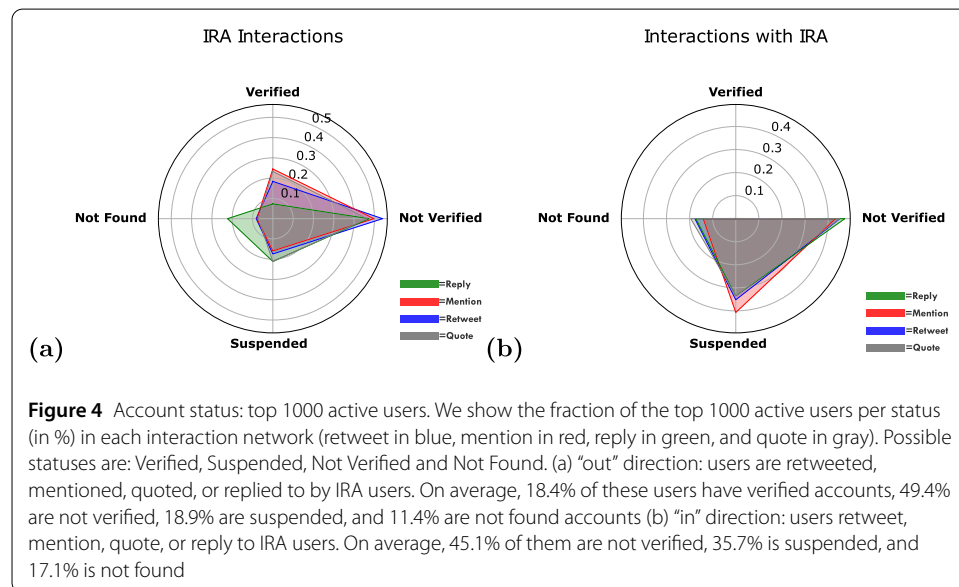 IRA Interactions
Interactions with IRA
Verified
0.5
0.4
0.3
0.2
0.1
Not Found
Not Verified
Suspended
=Reply
=Mention
=Retweet
=Quote
(a)
Verified
0.4
0.3
0.2
0.1
Not Found
Not Verified
Suspended
=Reply
=Mention
=Retweet
=Quote
(b)
Figure 4 Account status: top 1000 active users. We show the fraction of the top 1000 active users per status
(in %) in each interaction network (retweet in blue, mention in red, reply in green, and quote in gray). Possible
statuses are: Verified, Suspended, Not Verified and Not Found. (a) “out” direction: users are retweeted,
mentioned, quoted, or replied to by IRA users. On average, 18.4% of these users have verified accounts, 49.4%
are not verified, 18.9% are suspended, and 11.4% are not found accounts (b) “in” direction: users retweet,
mention, quote, or reply to IRA users. On average, 45.1% of them are not verified, 35.7% is suspended, and
17.1% is not found